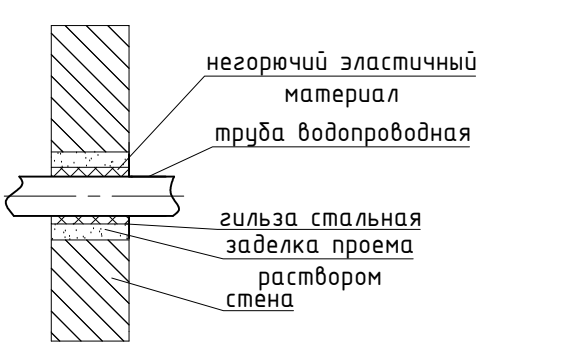 негорючий эластичный
материал
труба водопроводная
гильза стальная
заделка проема
раствором
стена